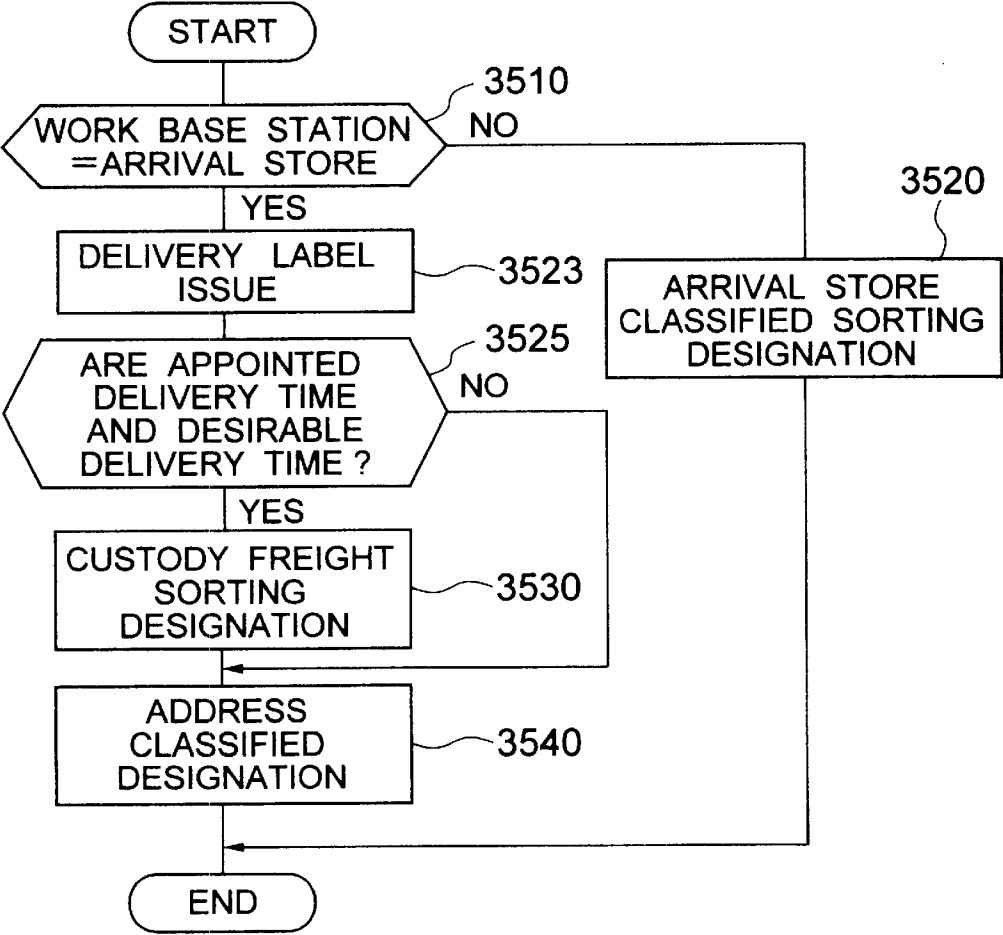 START
3510
WORK BASE STATION
=ARRIVAL STORE
NO
YES
3520
ARRIVAL STORE
CLASSIFIED SORTING
DESIGNATION
DELIVERY LABEL
ISSUE
3523
3525
ARE APPOINTED
DELIVERY TIME
AND DESIRABLE
DELIVERY TIME?
NO
YES
CUSTODY FREIGHT
SORTING
DESIGNATION
3530
ADDRESS
CLASSIFIED
DESIGNATION
3540
END